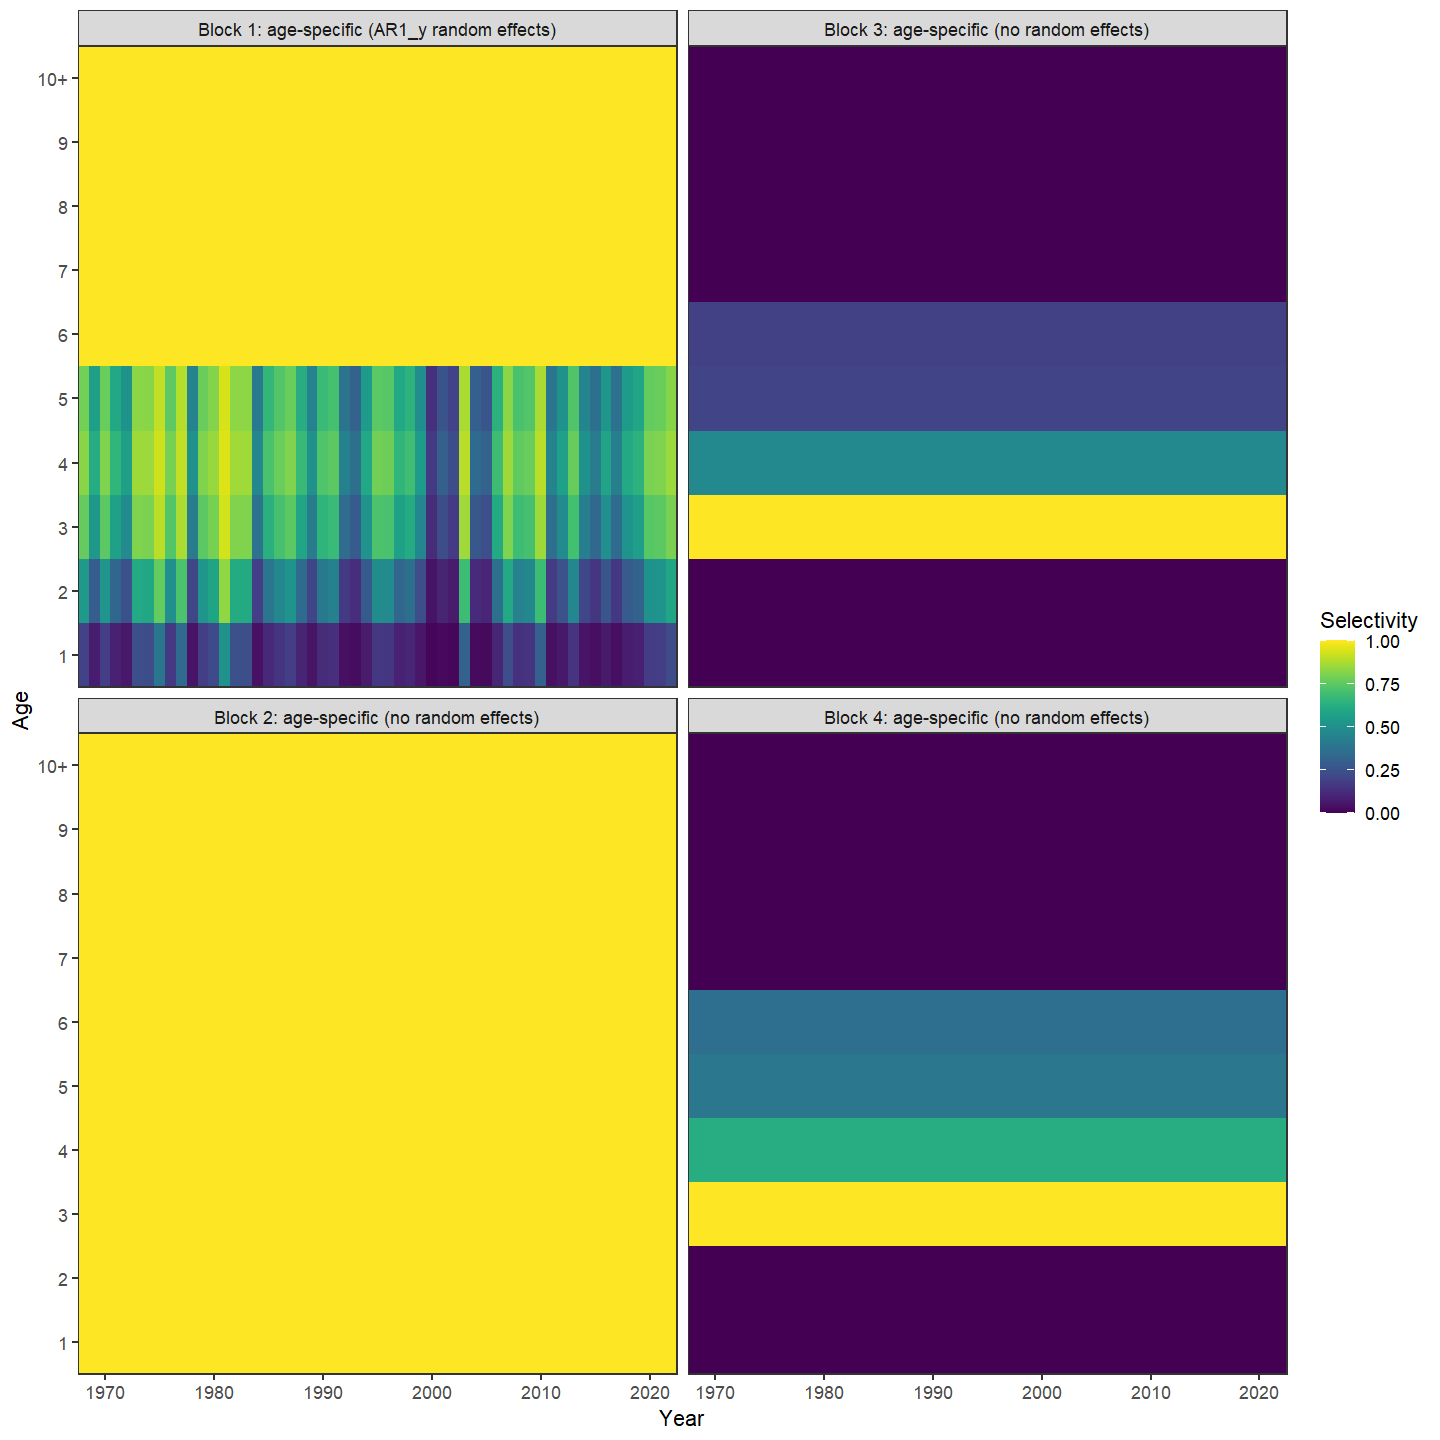 Block 1: age-specific (AR1_y random effects)
Block 3: age-specific (no random effects)
10+
9
8
7
6
5
4
3
2
1
Block 2: age-specific (no random effects)
Block 4: age-specific (no random effects)
10+
9
8
7
6
5
4
3
2
1
1970 1980 1990 2000 2010 2020
1970 1980 1990 2000 2010 2020
Year
Age
Selectivity
1.00
0.75
0.50
0.25
0.00